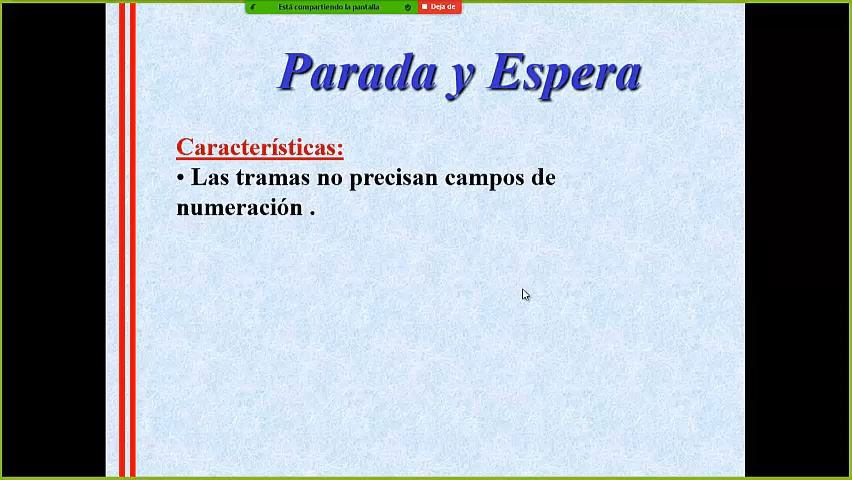 Está compartiendo la pantalla
Deja de
Parada y Espera
Características:
• Las tramas no precisan campos de
numeración .